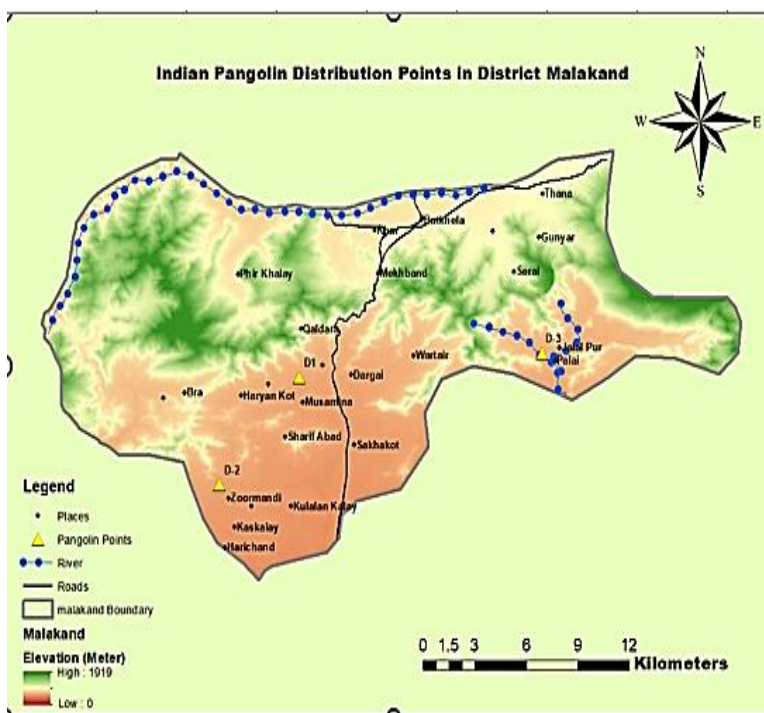 Indian Pangolin Distribution Points in District Malakand
N
W
E
S
Thana
Batkhela
Gunyar
Mekhband
Phir Khalay
Qaldara
D-3
Palai
Wartair
D1
Dargai
Bra
Haryan Kot
Musamina
Sharif Abad
Sakhakot
D-2
Zoormandi
Kulalan Kalay
Kaskalay
Harichand
Legend
Places
Pangolin Points
River
Roads
malakand Boundary
Malakand
Elevation (Meter)
High : 1919
Low : 0
0 1.5 3 6 9 12
Kilometers